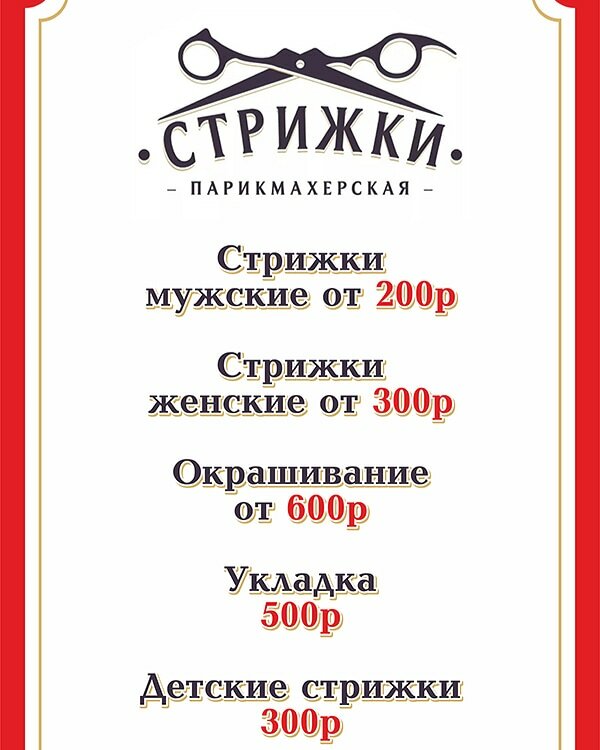 • СТРИЖКИ •
– ПАРИКМАХЕРСКАЯ –
Стрижки
мужские от 200р
Стрижки
женские от 300р
Окрашивание
от 600р
Укладка
500р
Детские стрижки
300р